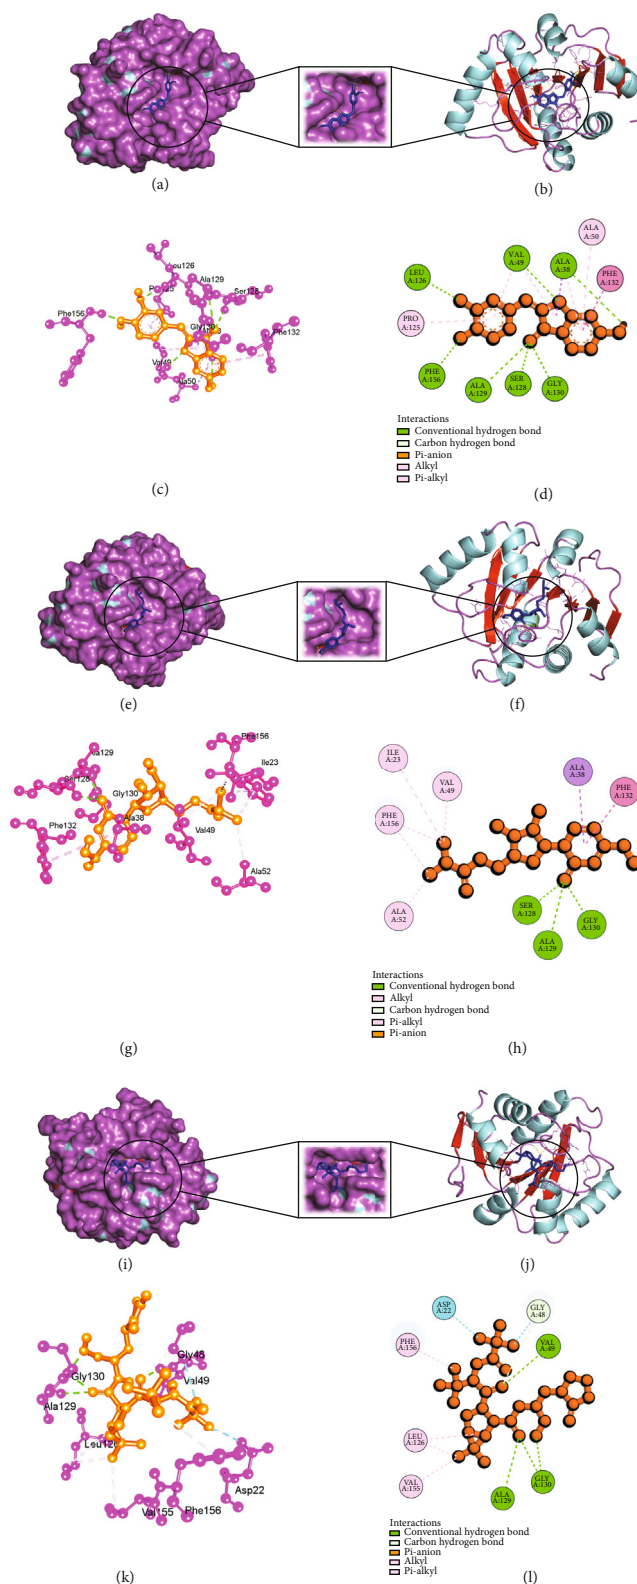 (a)
(b)
Ala129
Ser128
Phe156
Phe132
Val49
(c)
ALA
A:50
VAL
A:49
ALA
A:38
LEU
A:126
PHE
A:132
PRO
A:125
PHE
A:156
ALA
A:129
SER
A:128
GLY
A:130
Interactions
Conventional hydrogen bond
Carbon hydrogen bond
Pi-anion
Alkyl
Pi-alkyl
(d)
(e)
(f)
Phe156
Ile23
Ser128
Gly130
Phe132
Ala38
Val49
Ala52
(g)
ILE
A:23
VAL
A:49
ALA
A:38
PHE
A:132
PHE
A:156
ALA
A:52
SER
A:128
GLY
A:130
ALA
A:129
Interactions
Conventional hydrogen bond
Alkyl
Carbon hydrogen bond
Pi-alkyl
Pi-anion
(h)
(i)
(j)
Gly48
Gly130
Val49
Ala129
Asp22
Val155
Phe156
(k)
ASP
A:22
GLY
A:48
PHE
A:156
VAL
A:49
LEU
A:126
VAL
A:155
ALA
A:129
GLY
A:130
Interactions
Conventional hydrogen bond
Carbon hydrogen bond
Pi-anion
Alkyl
Pi-alkyl
(l)